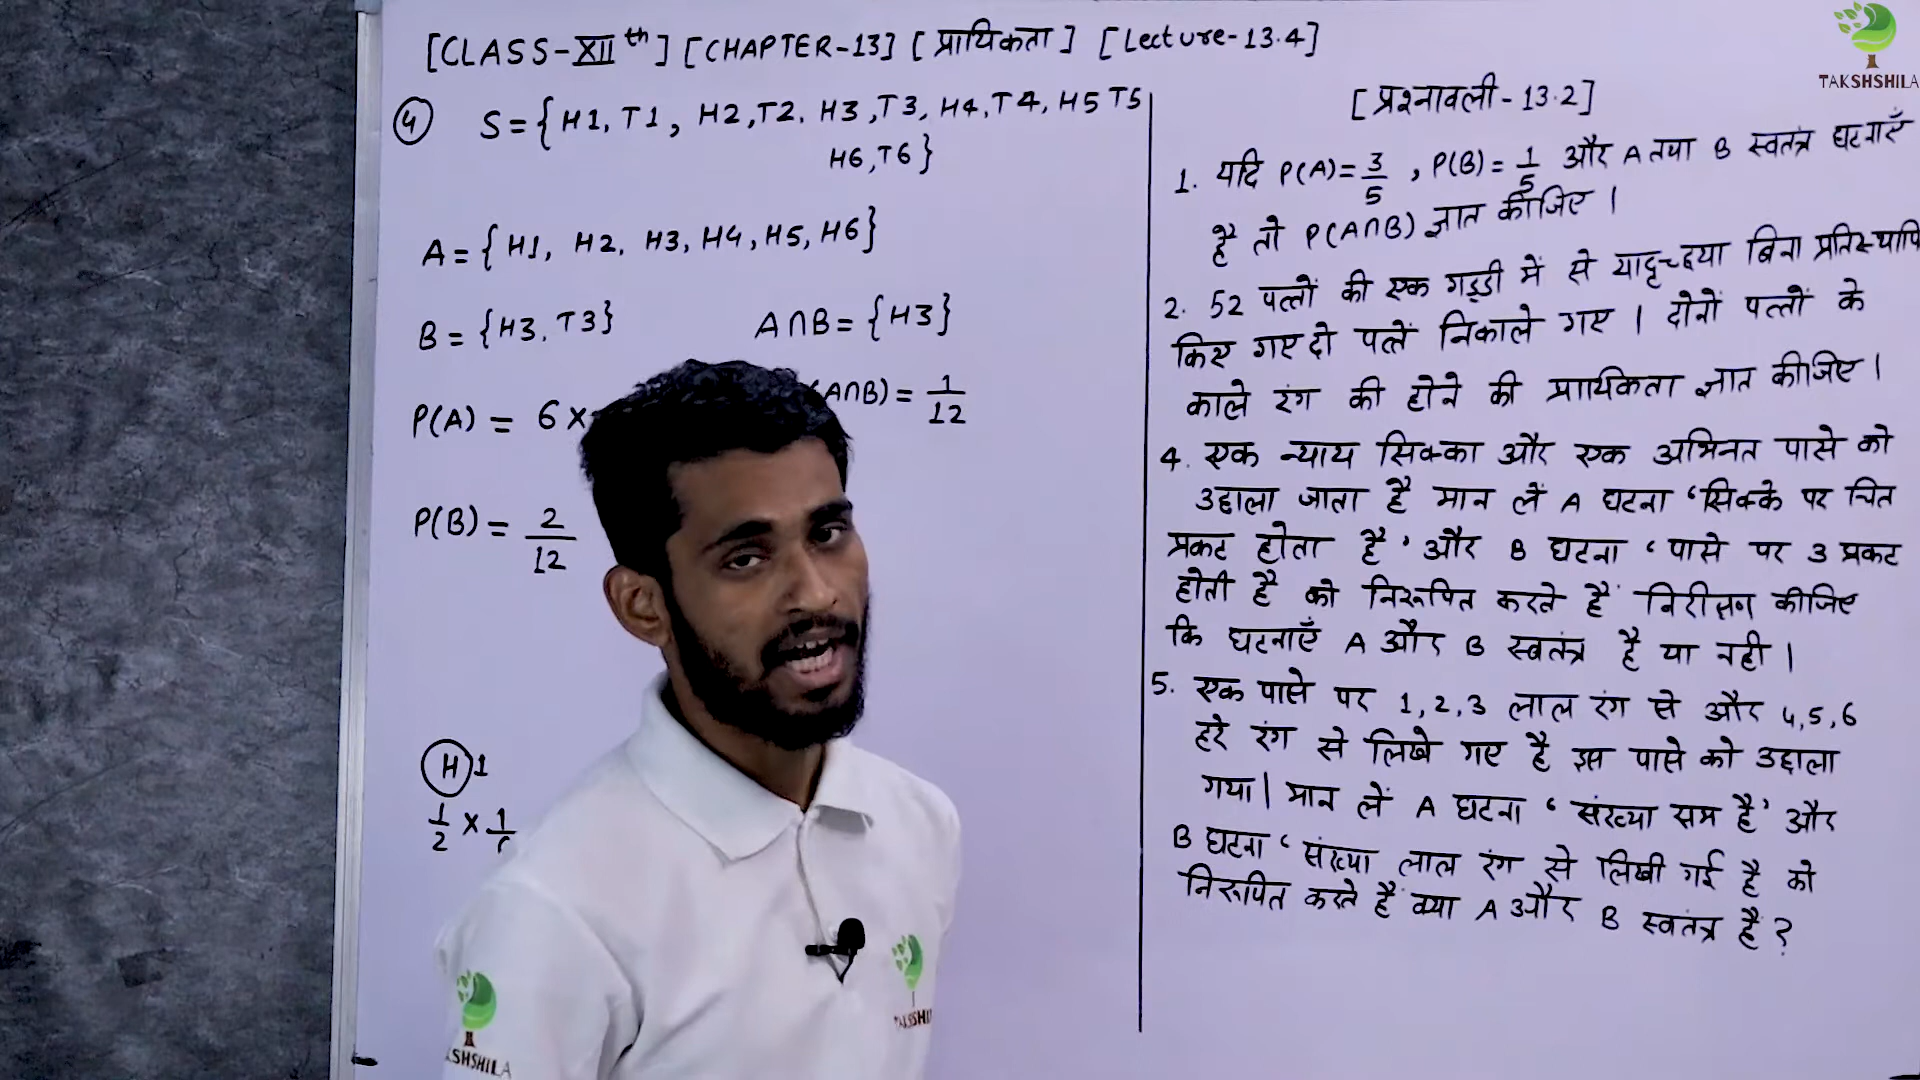 [CLASS-XIIth] [CHAPTER-13] [प्रायिकता] [Lecture-13.4]
TAKSHSHILA
4 S={H1, T1, H2,T2, H3,T3, H4,T4, H5 T5
H6,T6}
A={H1, H2, H3, H4, H5, H6}
B={H3, T3} A∩B={H3}
P(A) = 6× (A∩B)= 1/12
P(B)= 2/12
H1
1/2 ×
[प्रश्नावली-13.2]
1. यदि P(A)=3/5 , P(B)=1/5 और A तथा B स्वतंत्र घटनाएँ
है तो P(A∩B) ज्ञात कीजिए।
2. 52 पत्तों की एक गड्डी में से यादृच्छया बिना प्रतिस्थापि
किए गए दो पत्तें निकाले गए। दोनों पत्तों के
काले रंग की होने की प्रायिकता ज्ञात कीजिए।
4. एक न्याय सिक्का और एक अभिनत पासे को
उछाला जाता है मान लें A घटना 'सिक्के पर चित
प्रकट होता है' और B घटना 'पासे पर 3 प्रकट
होती है को निरूपित करते हैं निरीक्षण कीजिए
कि घटनाएँ A और B स्वतंत्र है या नही।
5. एक पासे पर 1,2,3 लाल रंग से और 4,5,6
हरे रंग से लिखे गए है इस पासे को उछाला
गया। मान लें A घटना 'संख्या सम है' और
B घटना 'संख्या लाल रंग से लिखी गई है को
निरूपित करते हैं क्या A और B स्वतंत्र है?
KSHSHILA